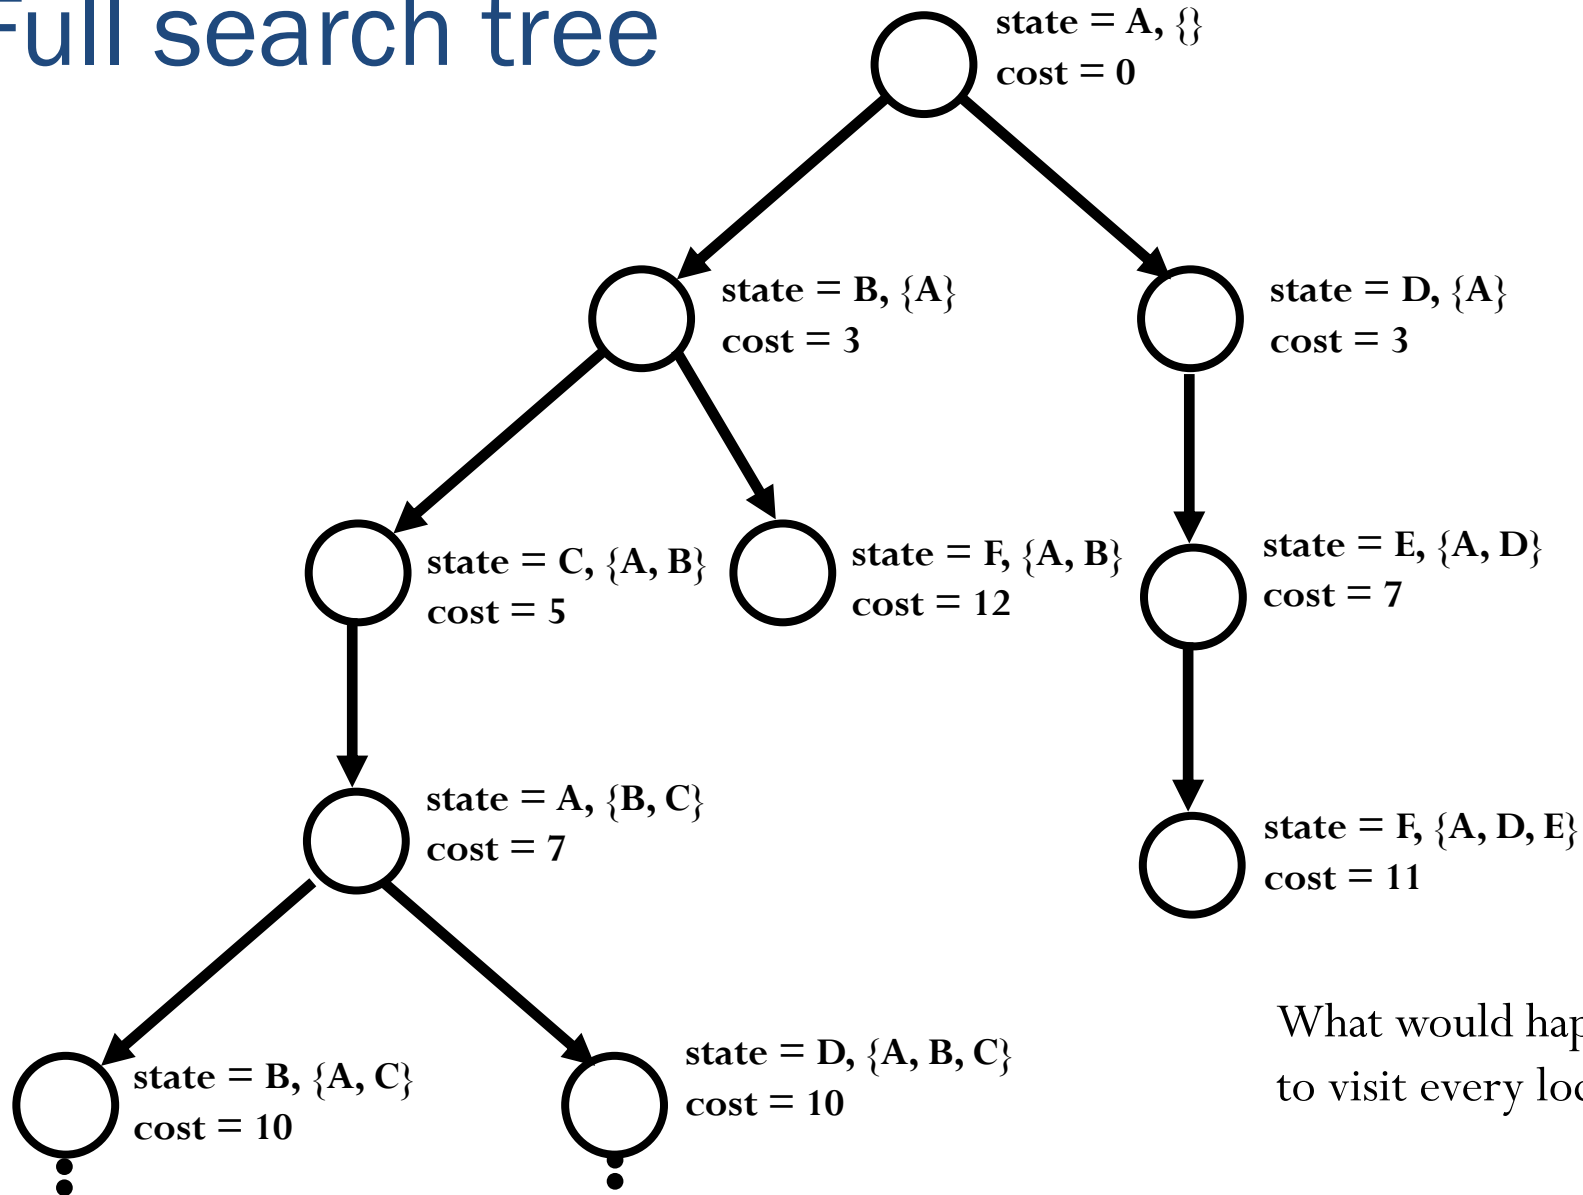 Full search tree
state = A, {}
cost = 0
state = B, {A}
cost = 3
state = D, {A}
cost = 3
state = C, {A, B}
cost = 5
state = F, {A, B}
cost = 12
state = E, {A, D}
cost = 7
state = A, {B, C}
cost = 7
state = F, {A, D, E}
cost = 11
What would
to visit every
state = B, {A, C}
cost = 10
state = D, {A, B, C}
cost = 10